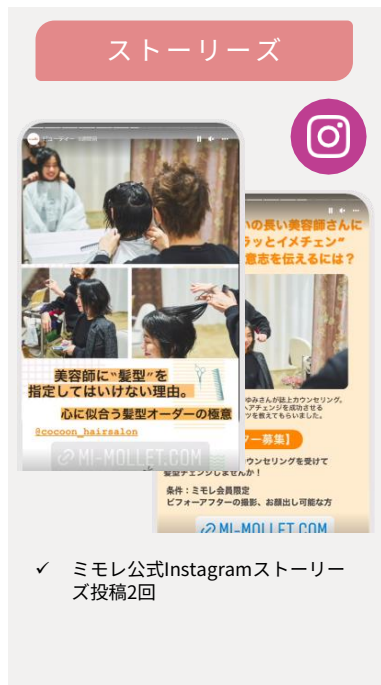 ストーリーズ
美容師に“髪型”を
指定してはいけない理由。
心に似合う髪型オーダーの極意
@cocoon_hairsalon
MI-MOLLET.COM
いの長い美容師さんに
ラッとイメチェン”
意志を伝えるには？
ゆみさんが誌上カウンセリング。
ヘアチェンジを成功させる
ツを教えてもらいました。
ター募集】
ウンセリングを受けて
髪型チェンジしませんか！
条件：ミモレ会員限定
ビフォーアフターの撮影、お顔出し可能な方
MI-MOLLET.COM
✓ ミモレ公式Instagramストーリー
ズ投稿2回